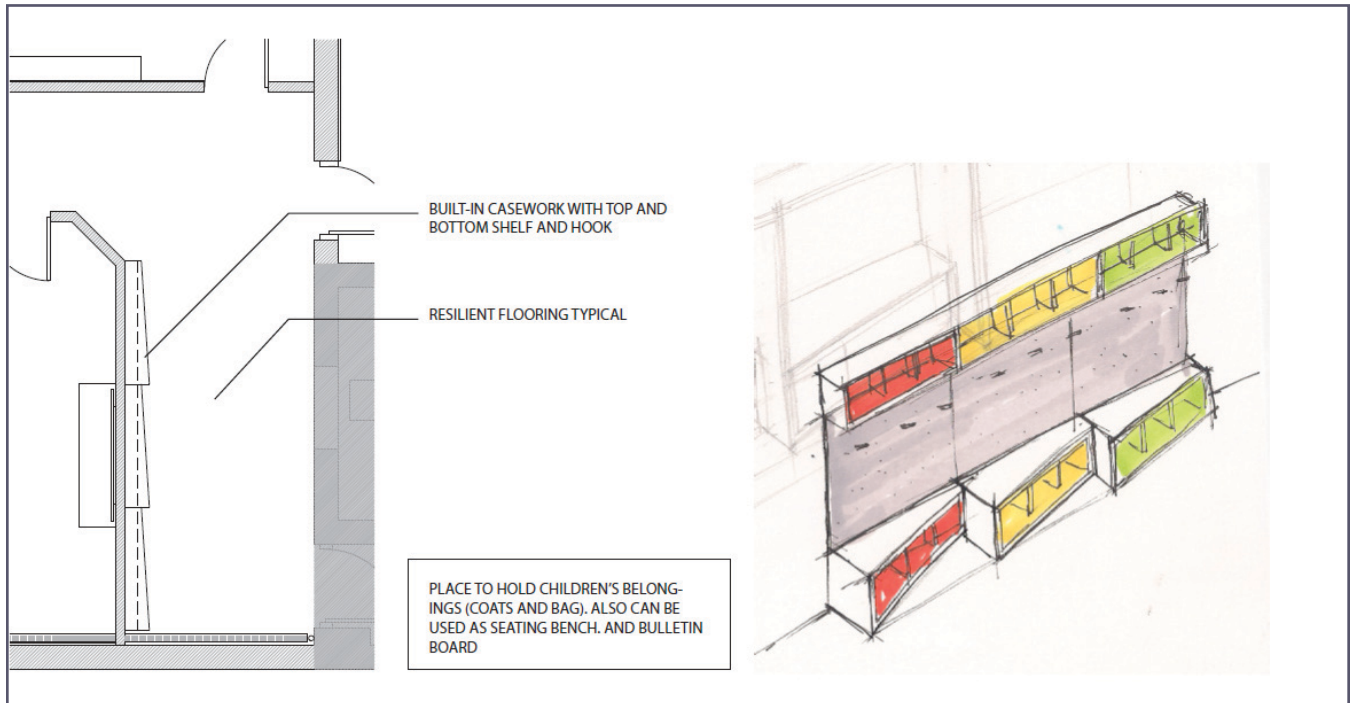 BUILT-IN CASEWORK WITH TOP AND
BOTTOM SHELF AND HOOK
RESILIENT FLOORING TYPICAL
PLACE TO HOLD CHILDREN'S BELONG-
INGS (COATS AND BAG). ALSO CAN BE
USED AS SEATING BENCH. AND BULLETIN
BOARD